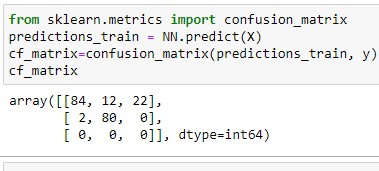 from sklearn.metrics import confusion_matrix
predictions_train = NN.predict(X)
cf_matrix=confusion_matrix(predictions_train, y)
cf_matrix
array([[84, 12, 22],
       [ 2, 80,  0],
       [ 0,  0,  0]], dtype=int64)